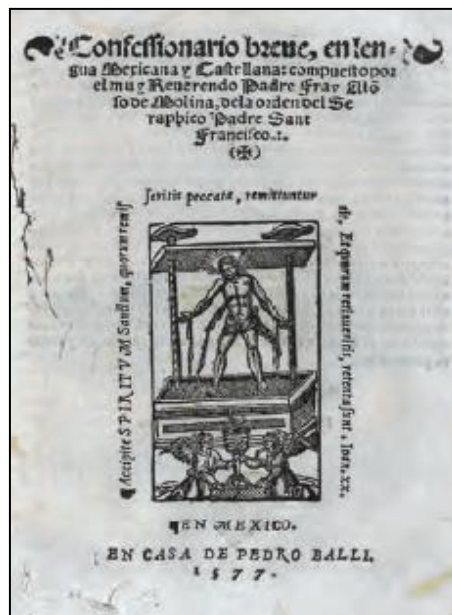 Confessionario breue, en len-
gua Mexicana y Castellana: compuesto por
el muy Reuerendo Padre Fray Alō
so de Molina, de la orden del Se
raphico Padre Sant
Francisco.
(✠)
¶ Accipite SPIRITVM Sanctum, quorum remis
seritis peccata, remittuntur
eis, Et quorum retinueritis, retenta sunt. Ioan. XX.
¶EN MEXICO.
EN CASA DE PEDRO BALLI.
1577.